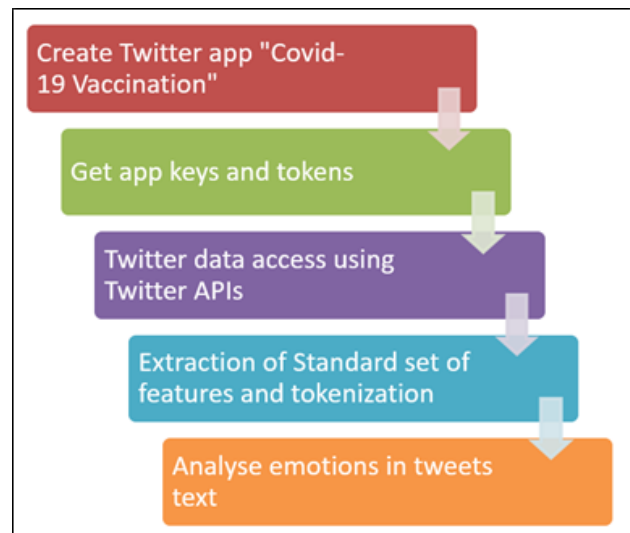 Create Twitter app "Covid-
19 Vaccination"
Get app keys and tokens
Twitter data access using
Twitter APIs
Extraction of Standard set of
features and tokenization
Analyse emotions in tweets
text